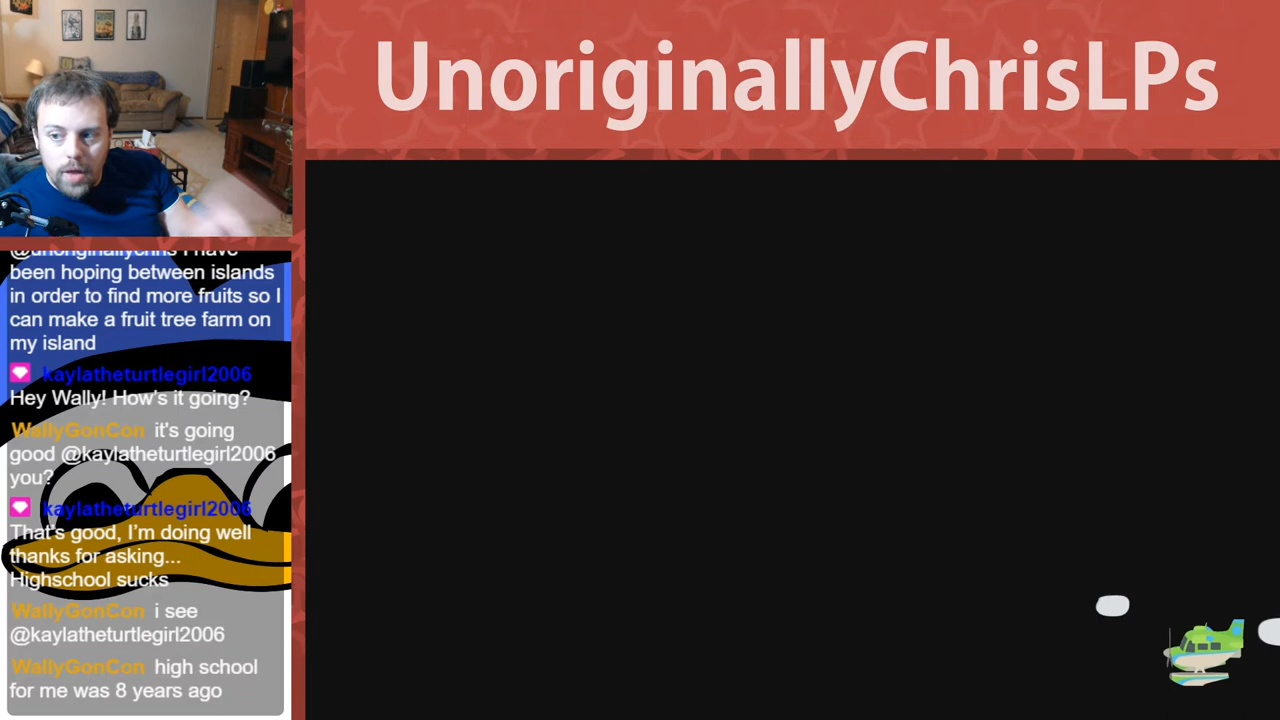 UnoriginallyChrisLPs
@unoriginallychris I have
been hoping between islands
in order to find more fruits so I
can make a fruit tree farm on
my island
kaylatheturtlegirl2006
Hey Wally! How's it going?
WallyGonCon it's going
good @kaylatheturtlegirl2006
you?
kaylatheturtlegirl2006
That's good, I'm doing well
thanks for asking...
Highschool sucks
WallyGonCon i see
@kaylatheturtlegirl2006
WallyGonCon high school
for me was 8 years ago